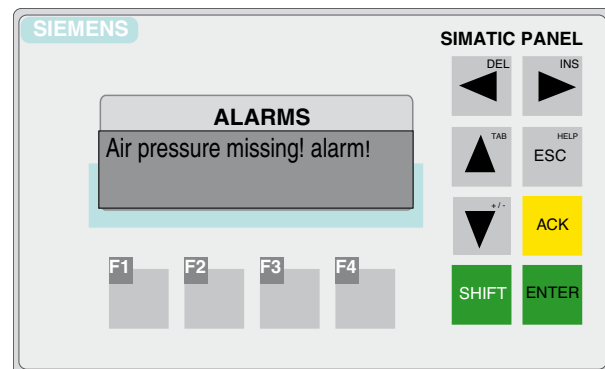 SIEMENS
SIMATIC PANEL
DEL
INS
ALARMS
Air pressure missing! alarm!
TAB
HELP
ESC
+/-
ACK
F1 F2 F3 F4
SHIFT ENTER